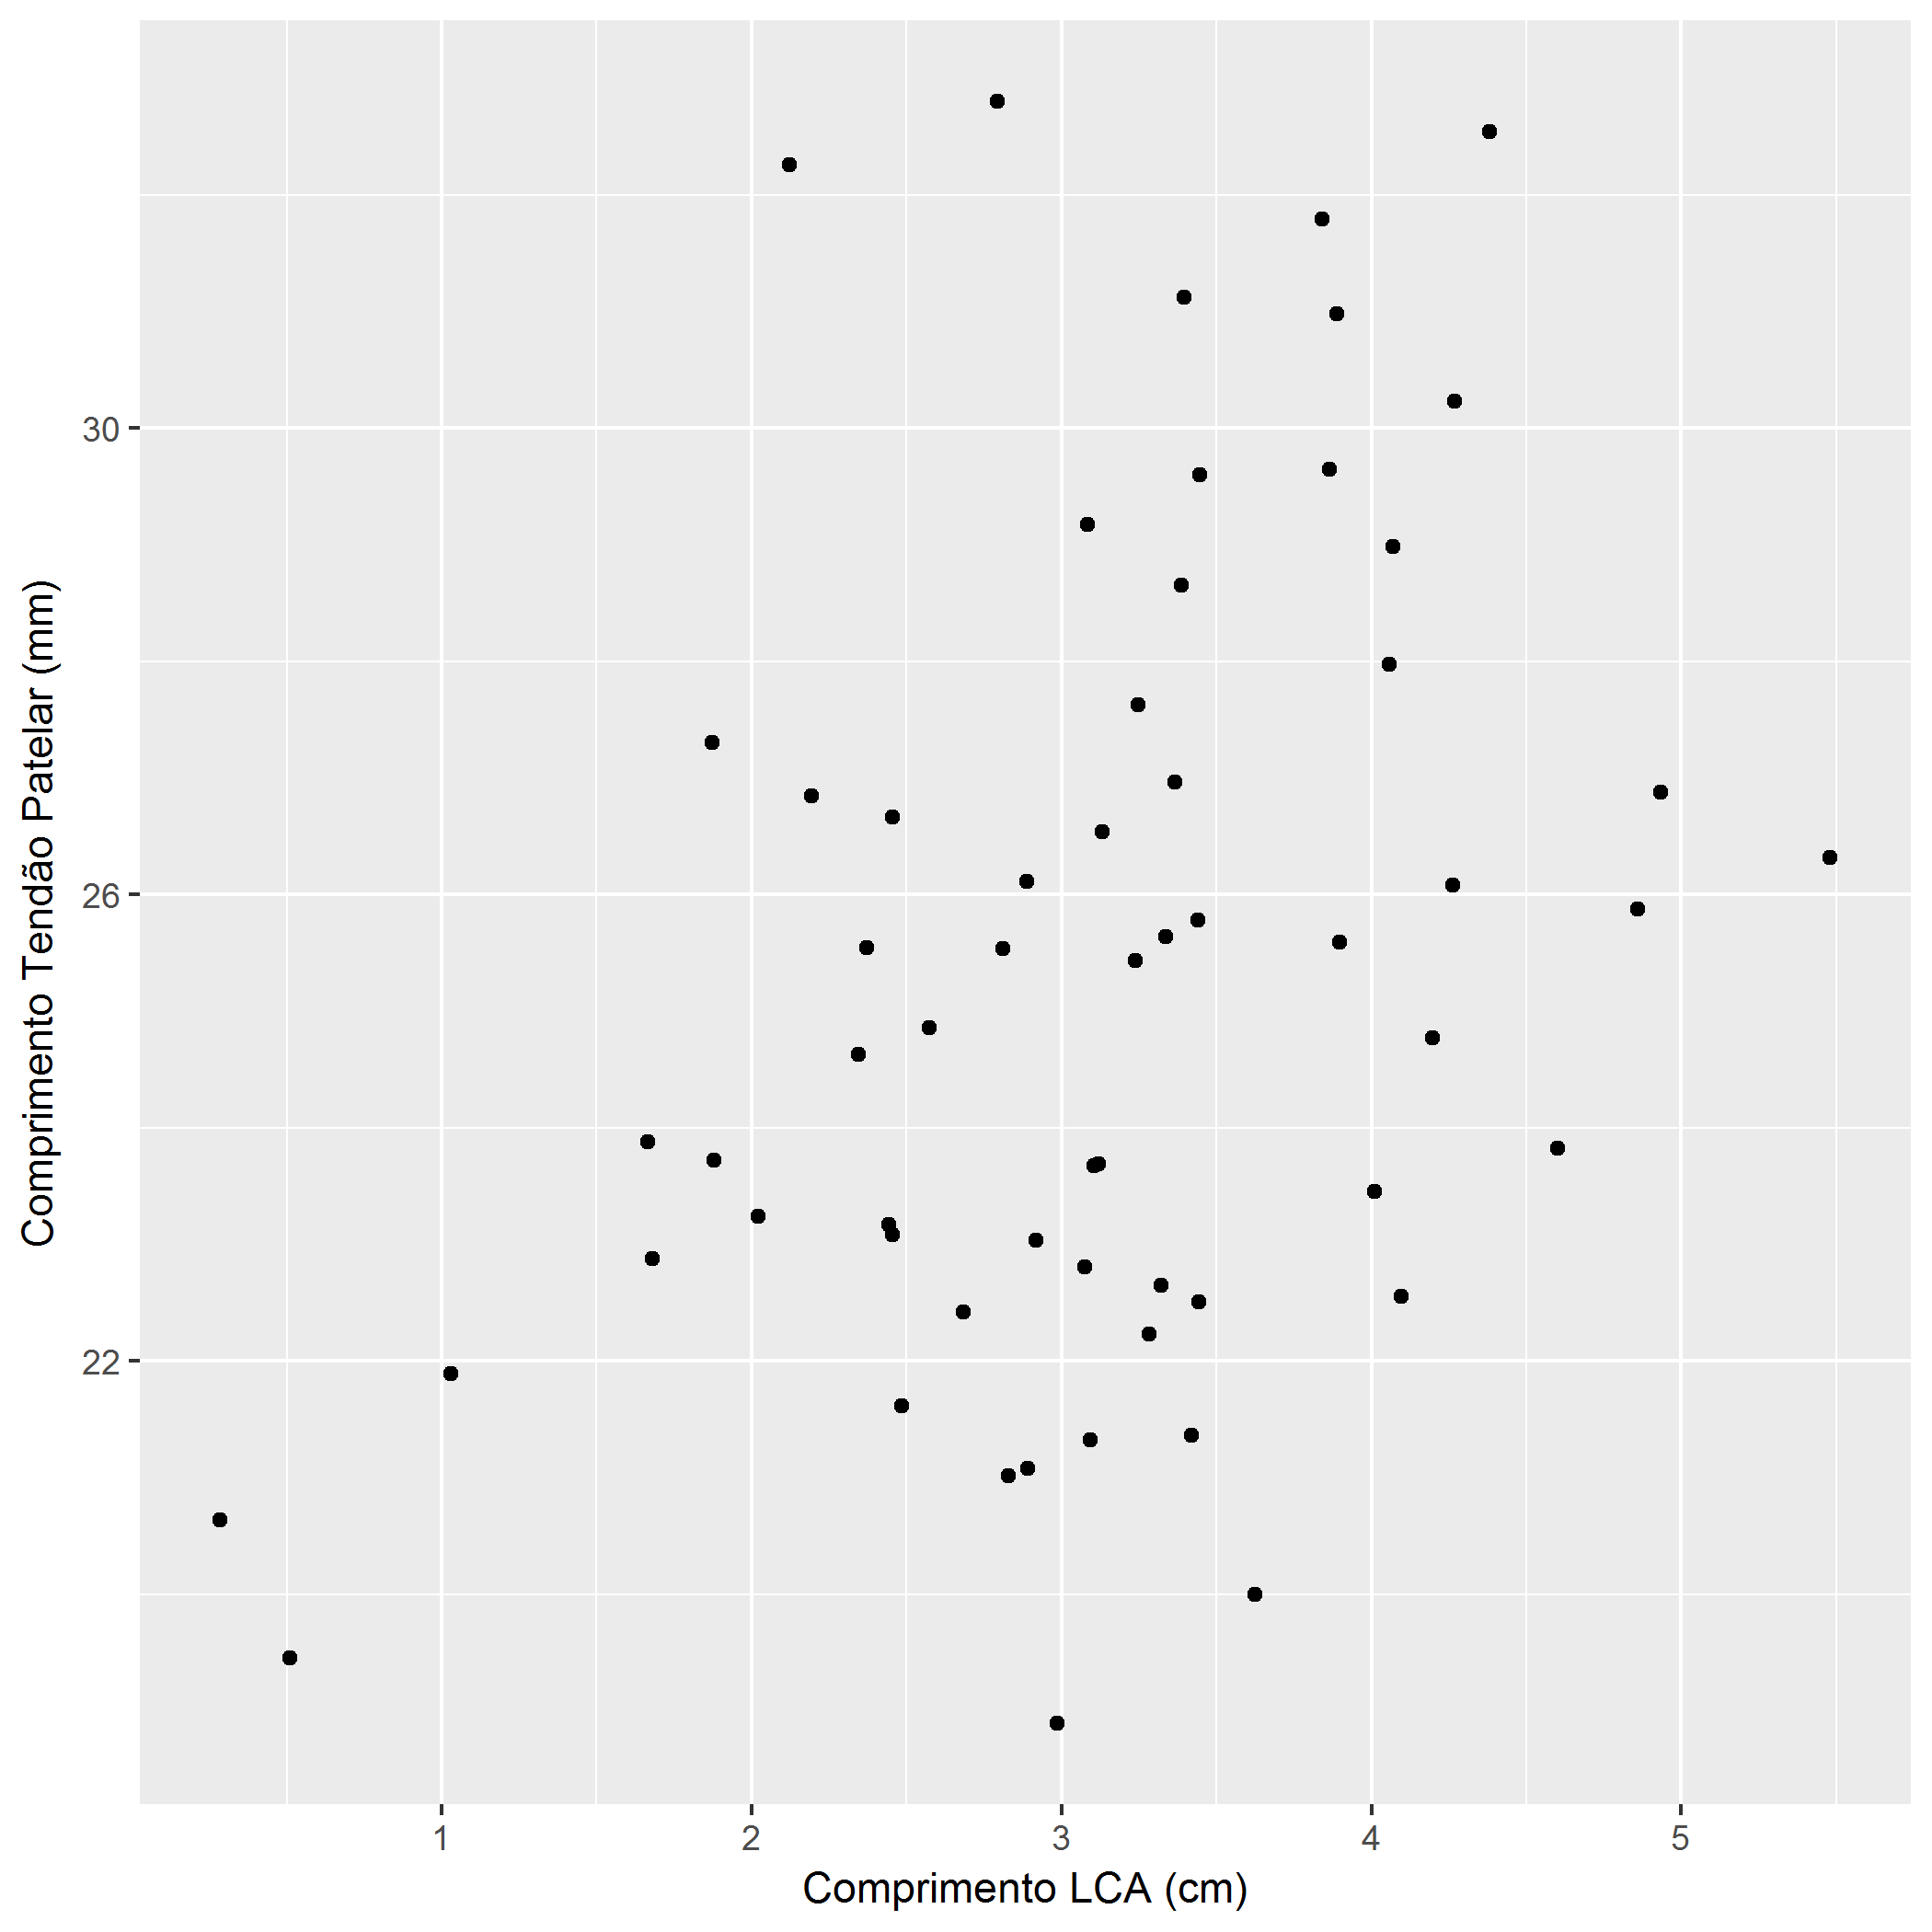 Comprimento Tendão Patelar (mm)
30
26
22
1 2 3 4 5
Comprimento LCA (cm)